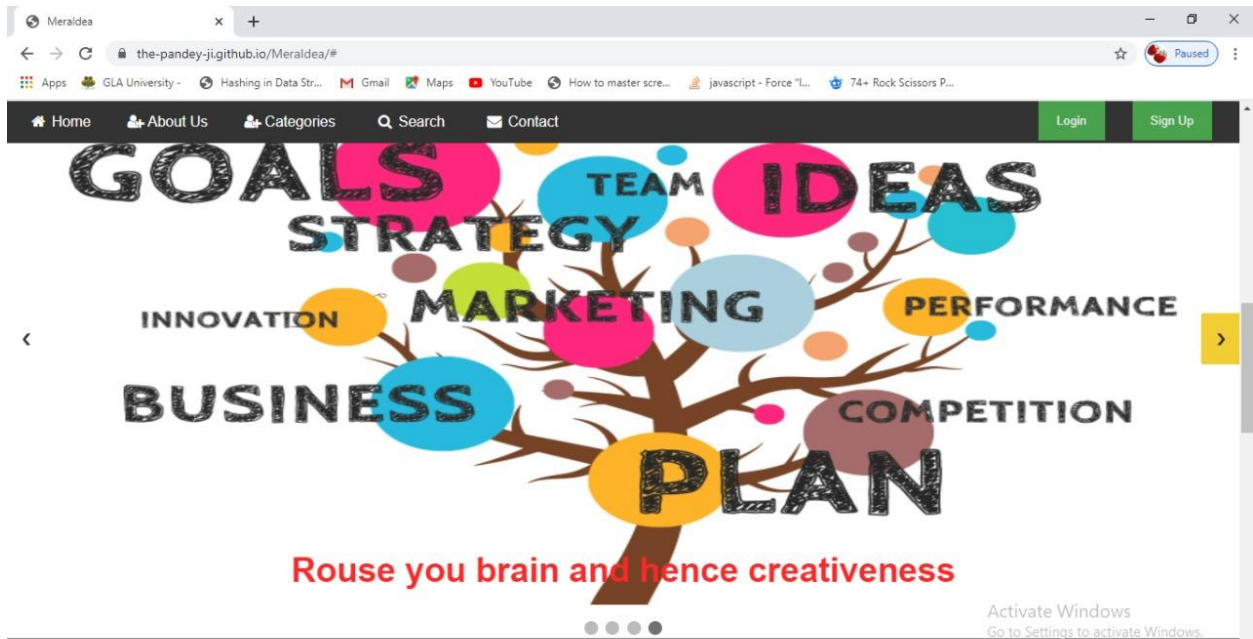 MeraIdea
the-pandey-ji.github.io/MeraIdea/#
Paused
Apps GLA University - Hashing in Data Str... Gmail Maps YouTube How to master scre... javascript - Force "l... 74+ Rock Scissors P...
Home About Us Categories Search Contact Login Sign Up
GOALS TEAM IDEAS
STRATEGY
INNOVATION MARKETING PERFORMANCE
BUSINESS COMPETITION
PLAN
Rouse you brain and hence creativeness
Activate Windows
Go to Settings to activate Windows.